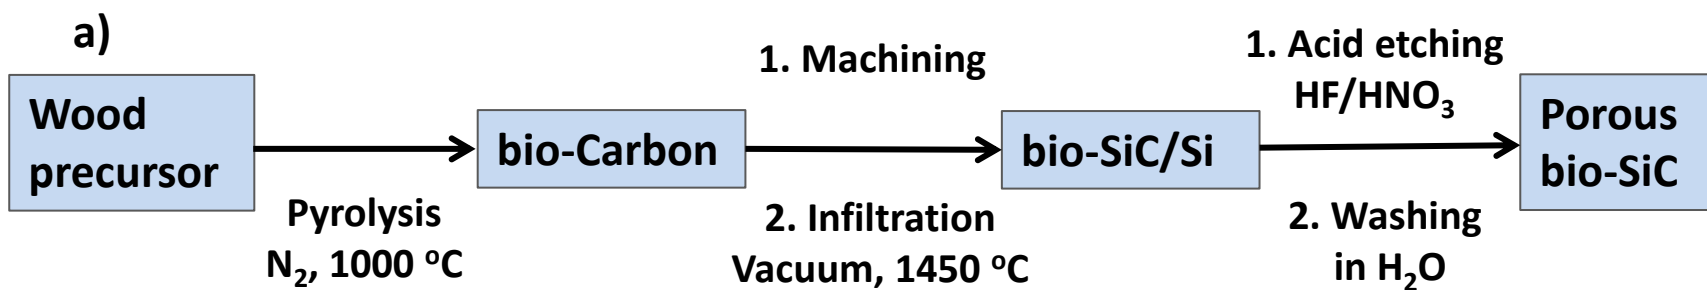 a)
Wood
precursor
Pyrolysis
N₂, 1000 ºC
bio-Carbon
1. Machining
2. Infiltration
Vacuum, 1450 ºC
bio-SiC/Si
1. Acid etching
HF/HNO₃
2. Washing
in H₂O
Porous
bio-SiC